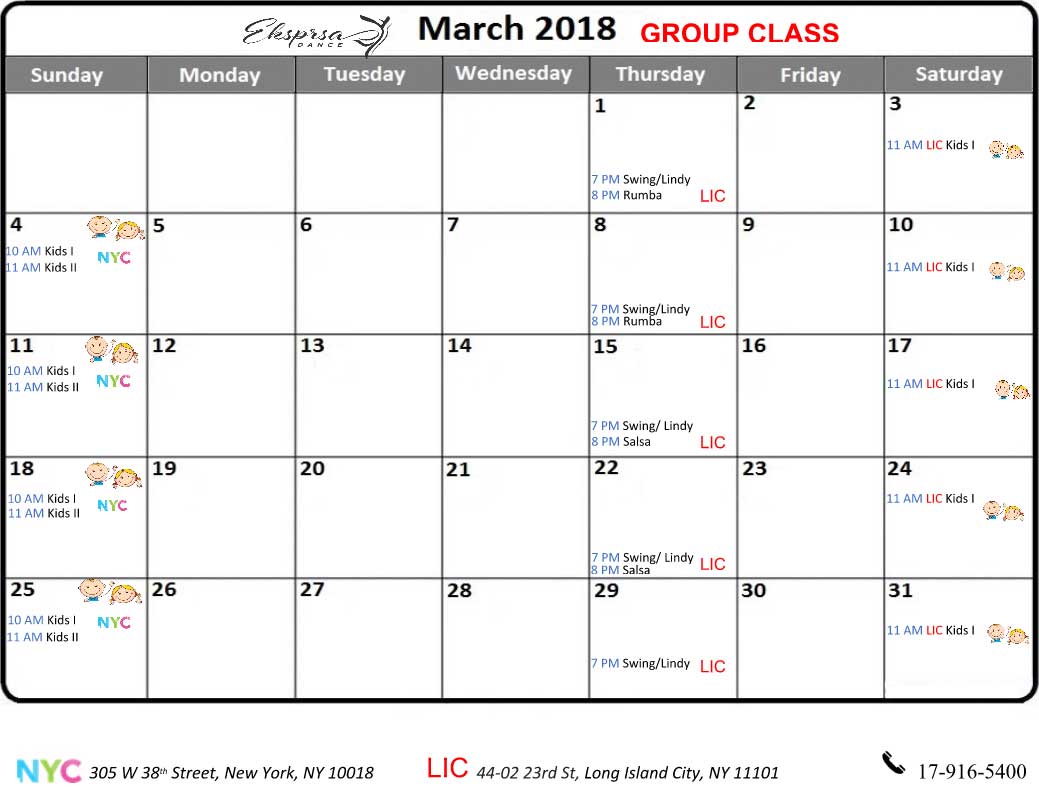 Eksprsa DANCE March 2018 GROUP CLASS
Sunday Monday Tuesday Wednesday Thursday Friday Saturday
1 2 3
11 AM LIC Kids I
7 PM Swing/Lindy
8 PM Rumba LIC
4 5 6 7 8 9 10
10 AM Kids I
11 AM Kids II NYC
11 AM LIC Kids I
7 PM Swing/Lindy
8 PM Rumba LIC
11 12 13 14 15 16 17
10 AM Kids I
11 AM Kids II NYC
11 AM LIC Kids I
7 PM Swing/ Lindy
8 PM Salsa LIC
18 19 20 21 22 23 24
10 AM Kids I
11 AM Kids II NYC
11 AM LIC Kids I
7 PM Swing/ Lindy
8 PM Salsa LIC
25 26 27 28 29 30 31
10 AM Kids I
11 AM Kids II NYC
11 AM LIC Kids I
7 PM Swing/Lindy LIC
NYC 305 W 38th Street, New York, NY 10018 LIC 44-02 23rd St, Long Island City, NY 11101 17-916-5400